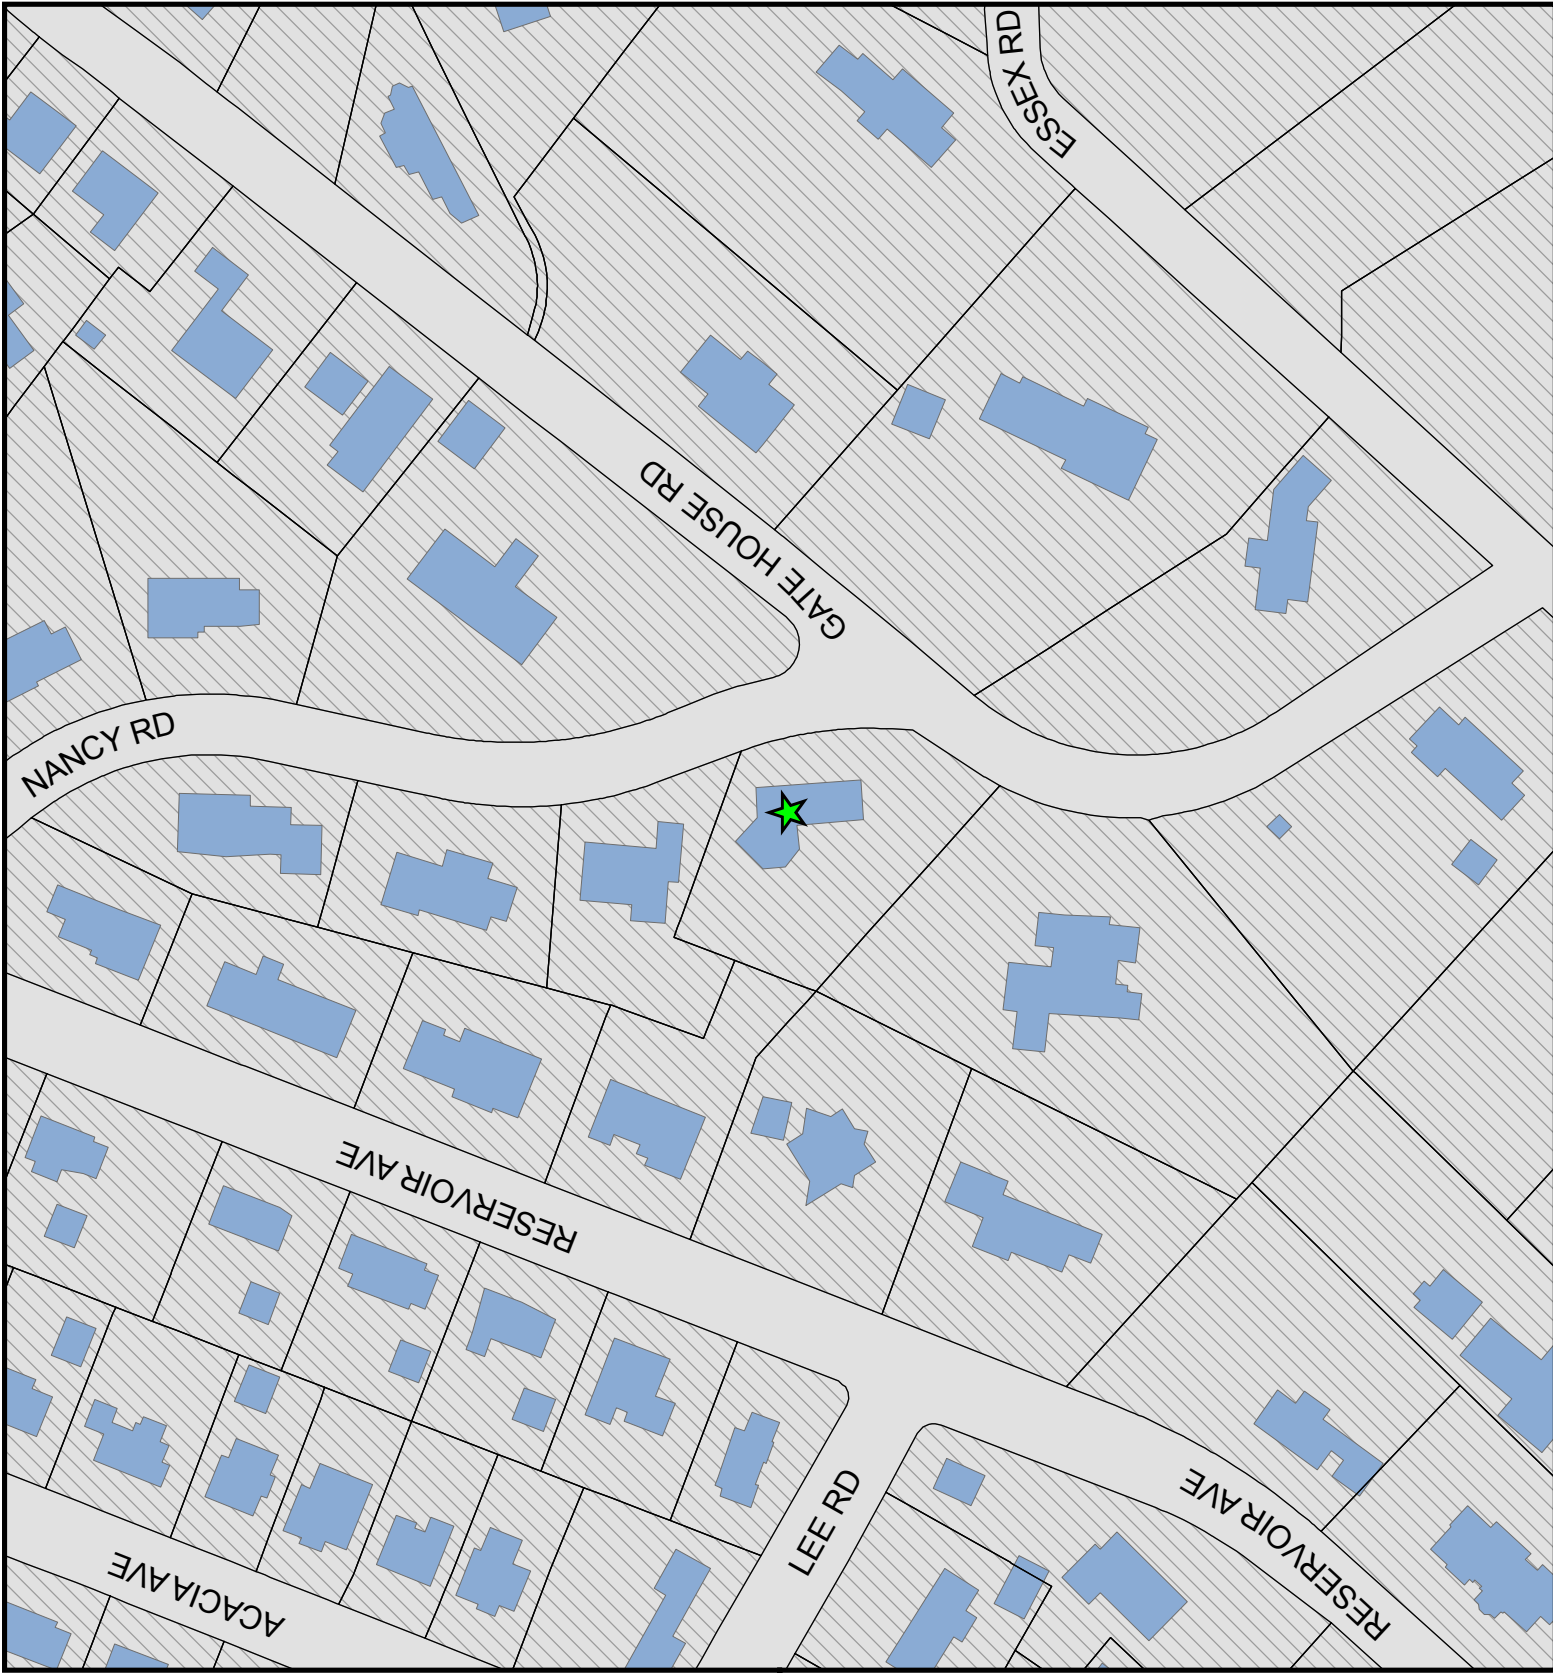 ESSEX RD
GATE HOUSE RD
NANCY RD
RESERVOIR AVE
LEE RD
RESERVOIR AVE
ACACIA AVE